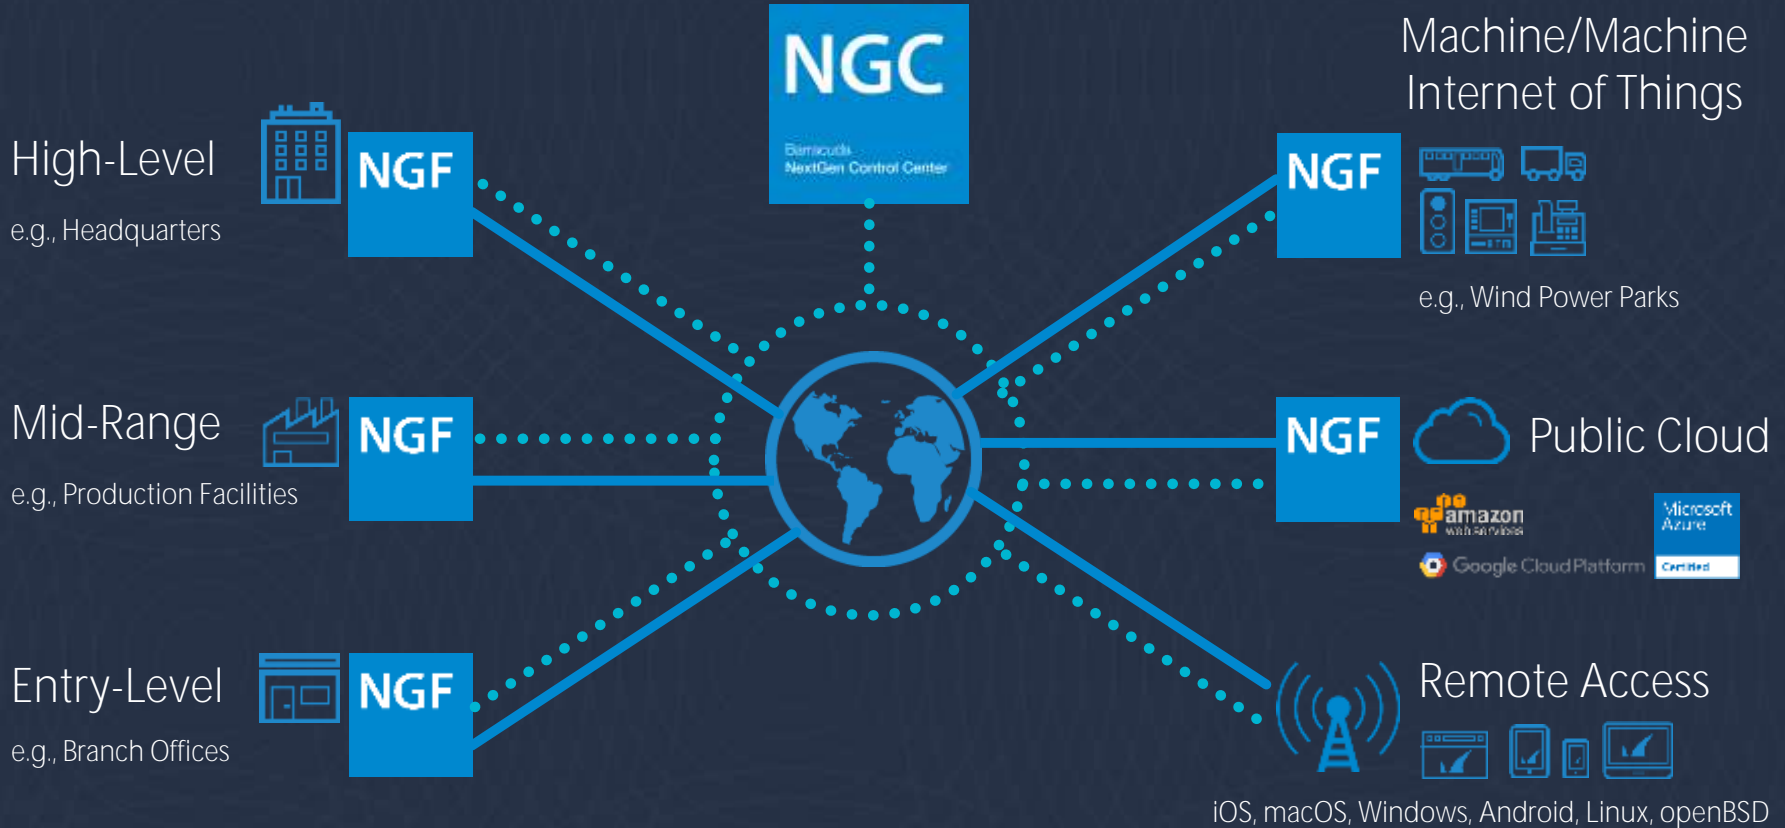 NGC
Barracuda
NextGen Control Center
High-Level
e.g., Headquarters
NGF
Mid-Range
e.g., Production Facilities
NGF
Entry-Level
e.g., Branch Offices
NGF
Machine/Machine
Internet of Things
NGF
e.g., Wind Power Parks
NGF
Public Cloud
amazon
web services
Microsoft
Azure
Certified
Google Cloud Platform
Remote Access
iOS, macOS, Windows, Android, Linux, openBSD